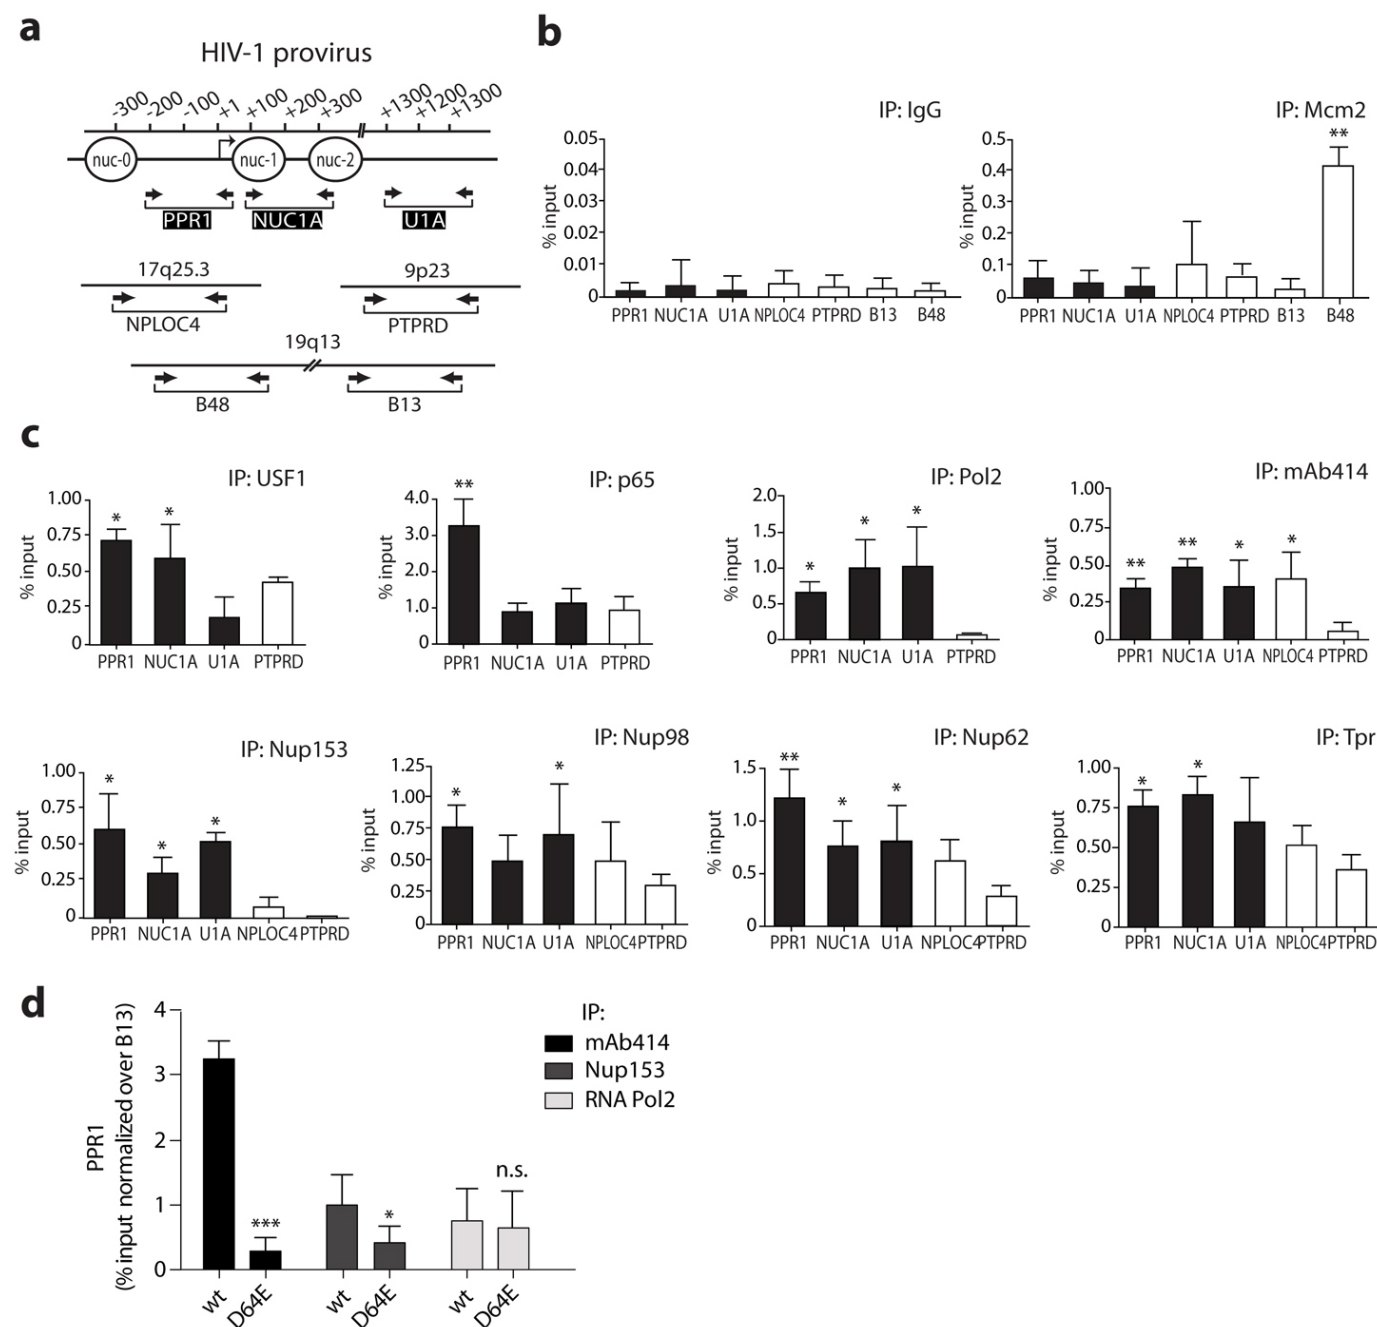 a
HIV-1 provirus
-300 -200 -100 +1 +100 +200 +300 +1300 +1200 +1300
nuc-0 nuc-1 nuc-2
PPR1 NUC1A U1A
17q25.3 9p23
NPLOC4 PTPRD
19q13
B48 B13
b
IP: IgG
% input
0.05
0.04
0.03
0.02
0.01
0
PPR1 NUC1A U1A NPLOC4 PTPRD B13 B48
IP: Mcm2
**
% input
0.5
0.4
0.3
0.2
0.1
0
PPR1 NUC1A U1A NPLOC4 PTPRD B13 B48
c
IP: USF1
% input
1.00
0.75
0.50
0.25
0
* *
PPR1 NUC1A U1A PTPRD
IP: p65
% input
4.0
3.0
2.0
1.0
0
**
PPR1 NUC1A U1A PTPRD
IP: Pol2
% input
2.0
1.5
1.0
0.5
0
* * *
PPR1 NUC1A U1A PTPRD
IP: mAb414
% input
1.00
0.75
0.50
0.25
0
** ** * *
PPR1 NUC1A U1A NPLOC4 PTPRD
IP: Nup153
% input
1.00
0.75
0.50
0.25
0
* * *
PPR1 NUC1A U1A NPLOC4 PTPRD
IP: Nup98
% input
1.25
1.00
0.75
0.50
0.25
0
* *
PPR1 NUC1A U1A NPLOC4 PTPRD
IP: Nup62
% input
1.5
1.0
0.5
0
** * *
PPR1 NUC1A U1A NPLOC4 PTPRD
IP: Tpr
% input
1.00
0.75
0.50
0.25
0
* *
PPR1 NUC1A U1A NPLOC4 PTPRD
d
PPR1
(% input normalized over B13)
4
3
2
1
0
IP:
mAb414
Nup153
RNA Pol2
*** * n.s.
wt D64E wt D64E wt D64E